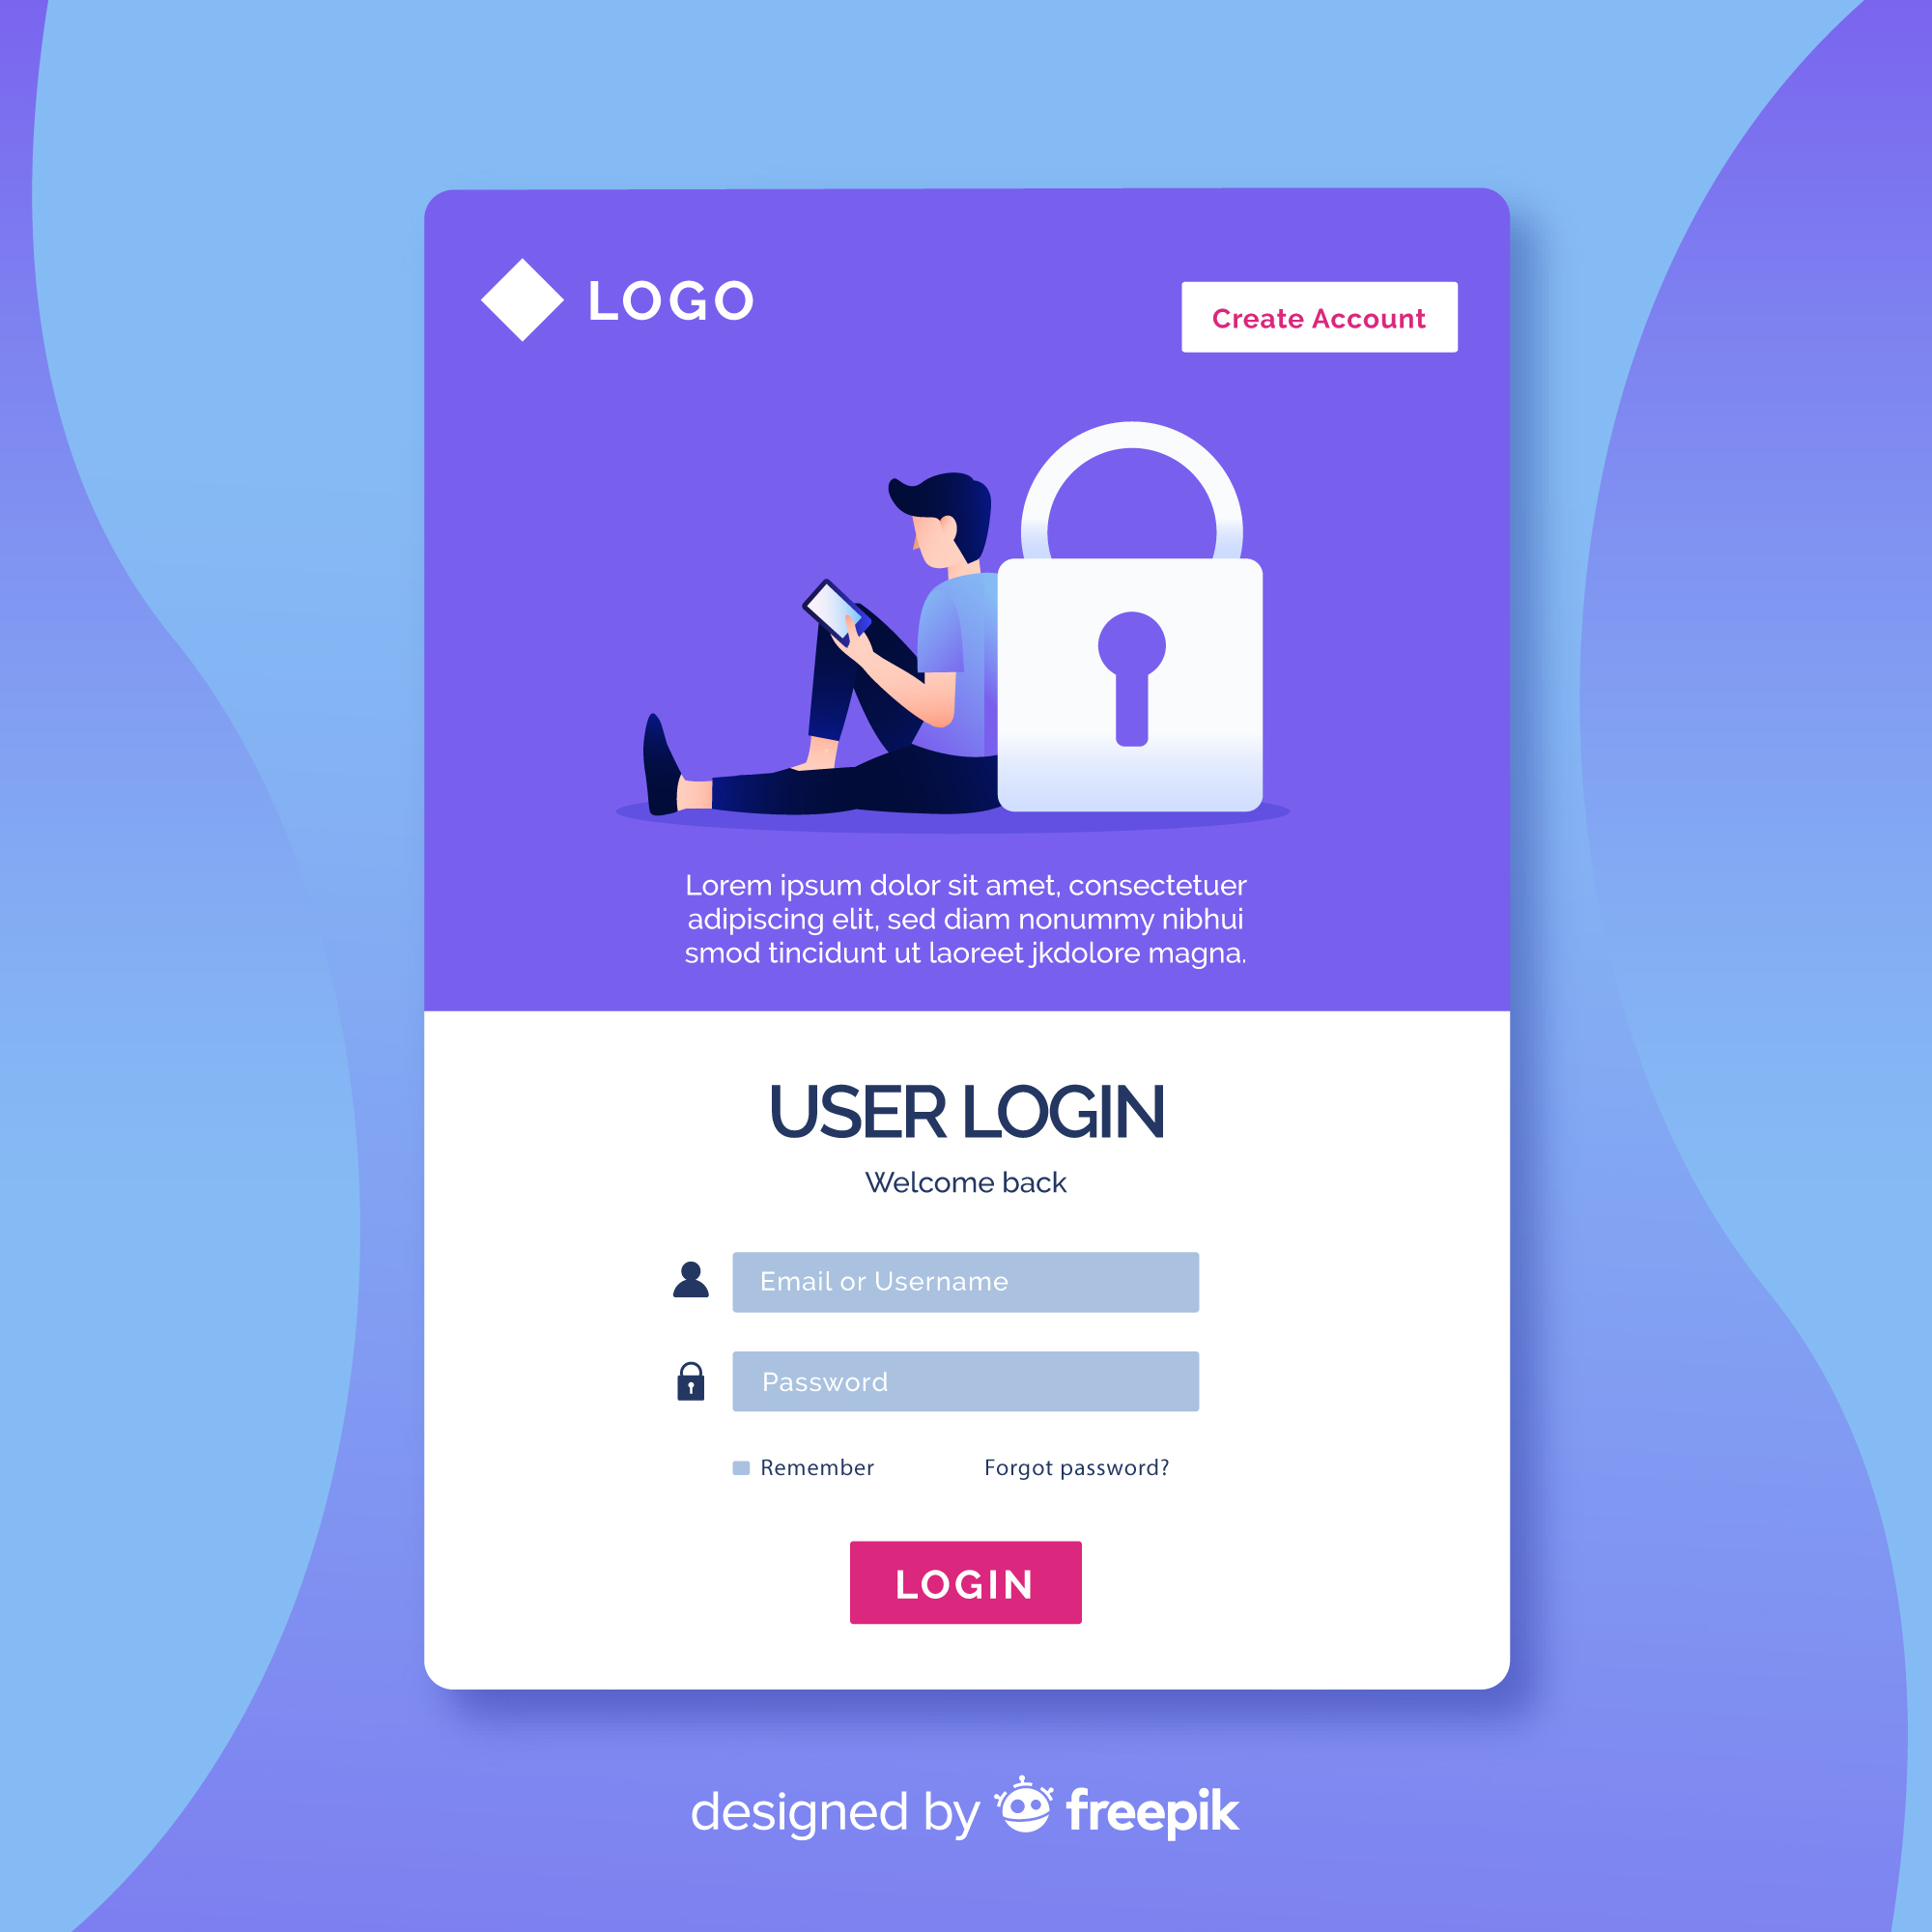 LOGO
Create Account
Lorem ipsum dolor sit amet, consectetuer
adipiscing elit, sed diam nonummy nibhui
smod tincidunt ut laoreet jkdolore magna.
USER LOGIN
Welcome back
Email or Username
Password
Remember
Forgot password?
LOGIN
designed by freepik